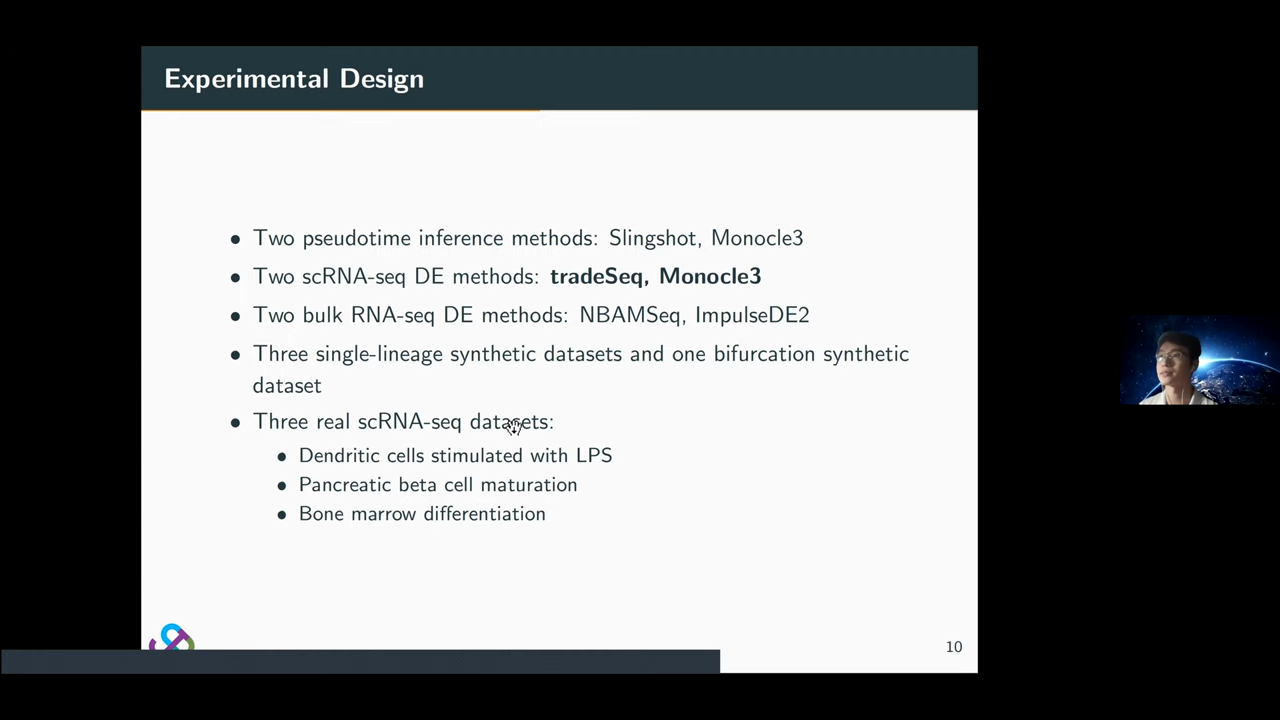 Experimental Design
• Two pseudotime inference methods: Slingshot, Monocle3
• Two scRNA-seq DE methods: tradeSeq, Monocle3
• Two bulk RNA-seq DE methods: NBAMSeq, ImpulseDE2
• Three single-lineage synthetic datasets and one bifurcation synthetic
dataset
• Three real scRNA-seq datasets:
• Dendritic cells stimulated with LPS
• Pancreatic beta cell maturation
• Bone marrow differentiation
10